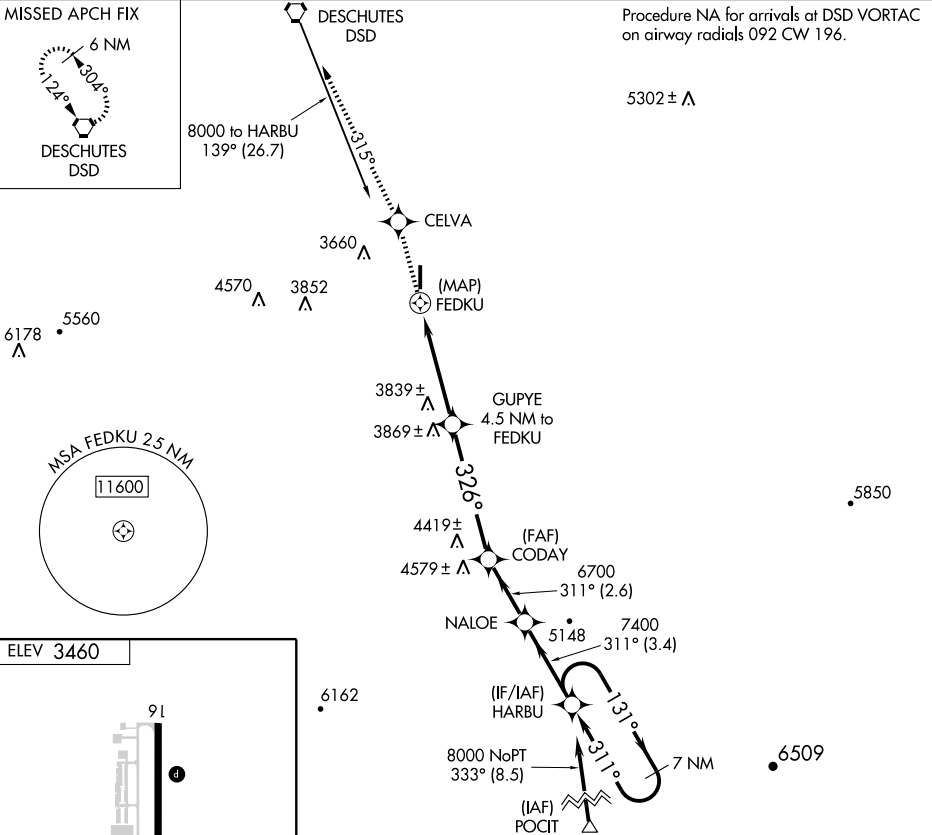 MISSED APCH FIX
6 NM
304°
124°
DESCHUTES
DSD
DESCHUTES
DSD
Procedure NA for arrivals at DSD VORTAC
on airway radials 092 CW 196.
5302 ±
8000 to HARBU
139° (26.7)
315°
CELVA
3660
4570
3852
(MAP)
FEDKU
5560
6178
3839 ±
3869 ±
GUPYE
4.5 NM to
FEDKU
MSA FEDKU 25 NM
11600
326°
5850
4419 ±
4579 ±
(FAF)
CODAY
6700
311° (2.6)
NALOE
5148
7400
311° (3.4)
ELEV 3460
6162
(IF/IAF)
HARBU
131°
311°
7 NM
6509
8000 NoPT
333° (8.5)
(IAF)
POCIT
16
P